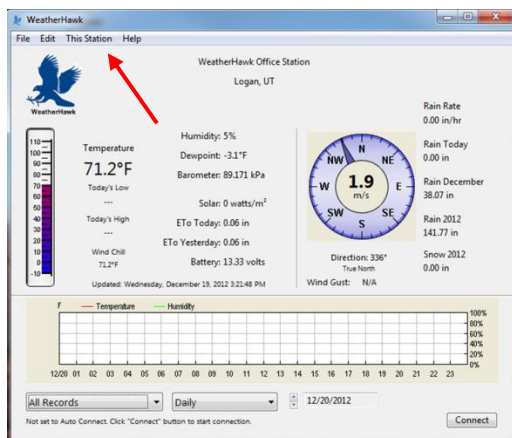 WeatherHawk
File Edit This Station Help
WeatherHawk Office Station
Logan, UT
WeatherHawk
110
100
90
80
70
60
50
40
30
20
10
0
-10
Temperature
71.2°F
Today's Low
---
Today's High
---
Wind Chill
71.2°F
Humidity: 5%
Dewpoint: -3.1°F
Barometer: 89.171 kPa
Solar: 0 watts/m²
ETo Today: 0.06 in
ETo Yesterday: 0.06 in
Battery: 13.33 volts
Updated: Wednesday, December 19, 2012 3:21:48 PM
N
NW NE
W 1.9 E
m/s
SW SE
S
Direction: 336°
True North
Wind Gust: N/A
Rain Rate
0.00 in/hr
Rain Today
0.00 in
Rain December
38.07 in
Rain 2012
141.77 in
Snow 2012
0.00 in
F Temperature Humidity
100%
80%
60%
40%
20%
0%
12/20 01 02 03 04 05 06 07 08 09 10 11 12 13 14 15 16 17 18 19 20 21 22 23
All Records Daily 12/20/2012
Not set to Auto Connect. Click "Connect" button to start connection.
Connect